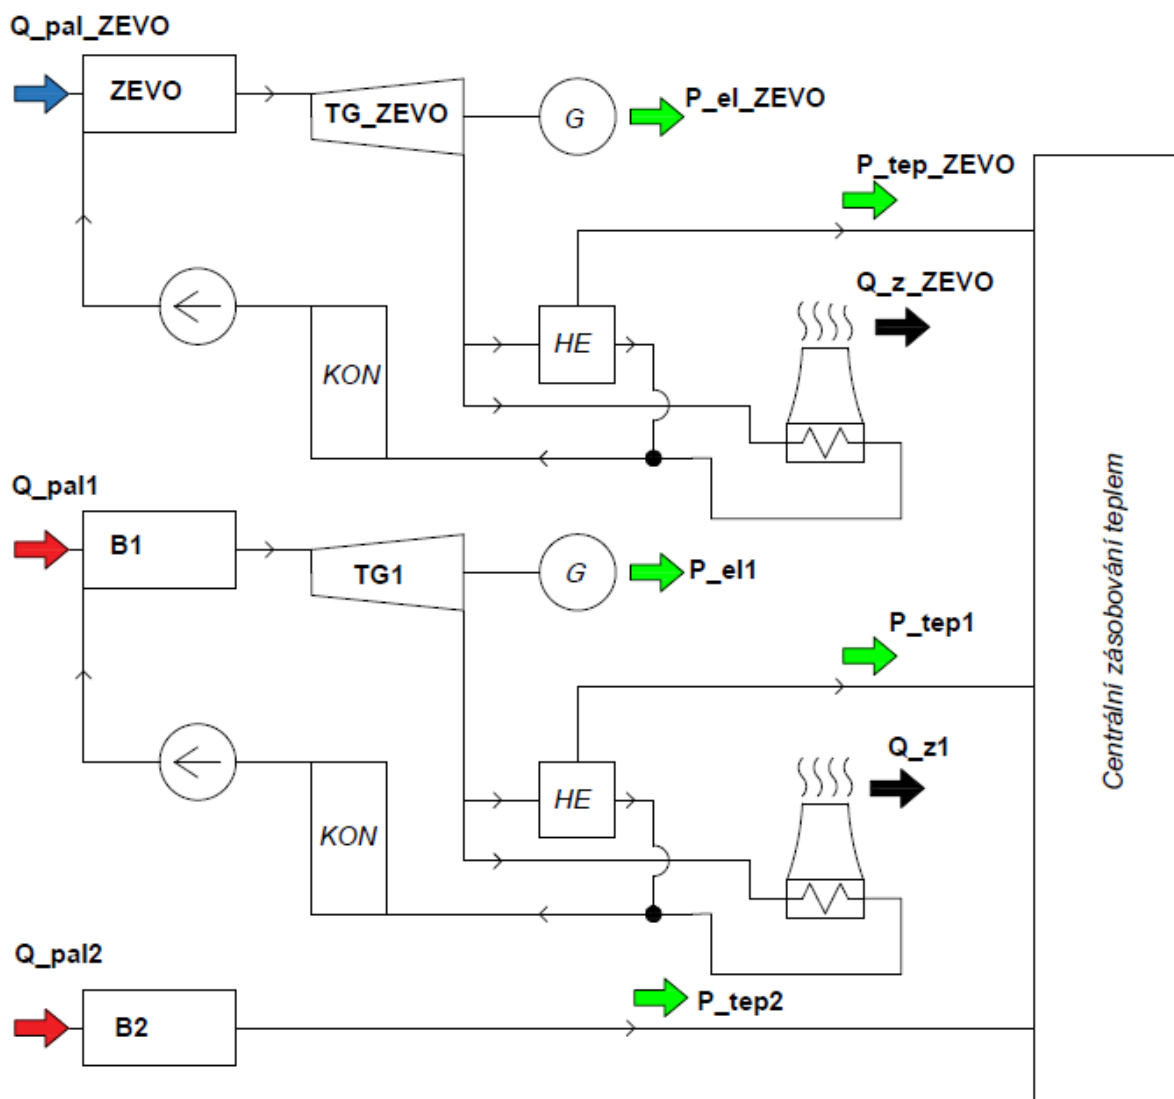 Q_pal_ZEVO
ZEVO
TG_ZEVO
G
P_el_ZEVO
P_tep_ZEVO
Q_z_ZEVO
HE
KON
Q_pal1
B1
TG1
G
P_el1
P_tep1
Q_z1
HE
KON
Q_pal2
B2
P_tep2
Centrální zásobování teplem